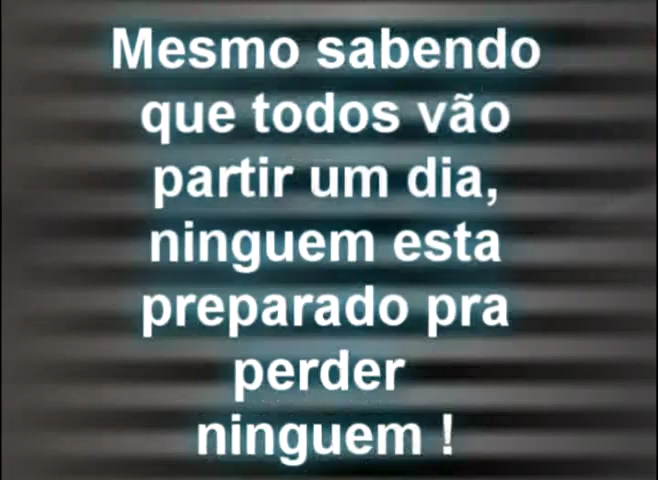 Mesmo sabendo
que todos vão
partir um dia,
ninguem esta
preparado pra
perder
ninguem !